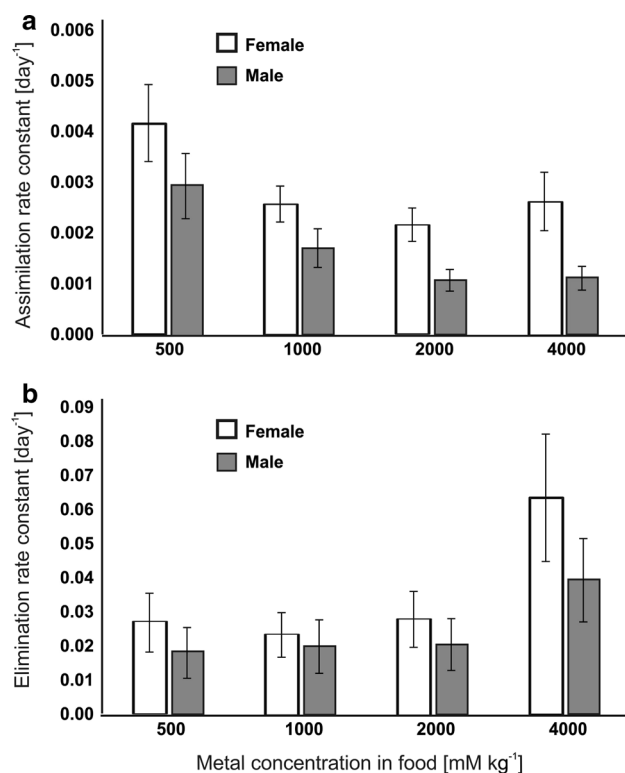 a
Assimilation rate constant [day⁻¹]
0.006
0.005
0.004
0.003
0.002
0.001
0.000
Female
Male
500 1000 2000 4000
b
Elimination rate constant [day⁻¹]
0.09
0.08
0.07
0.06
0.05
0.04
0.03
0.02
0.01
0.00
Female
Male
500 1000 2000 4000
Metal concentration in food [mM kg⁻¹]